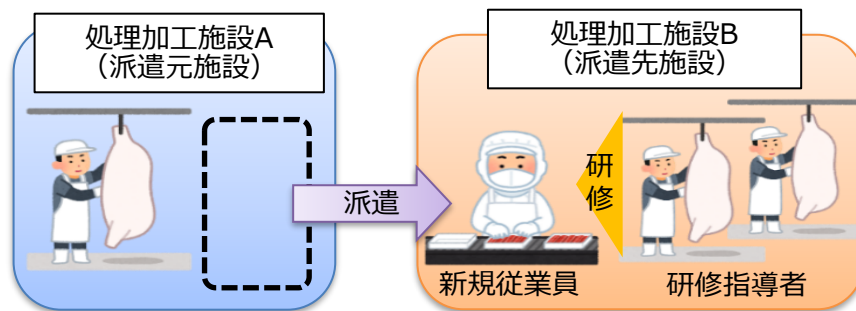 処理加工施設A
（派遣元施設）
処理加工施設B
（派遣先施設）
派遣
研修
新規従業員
研修指導者